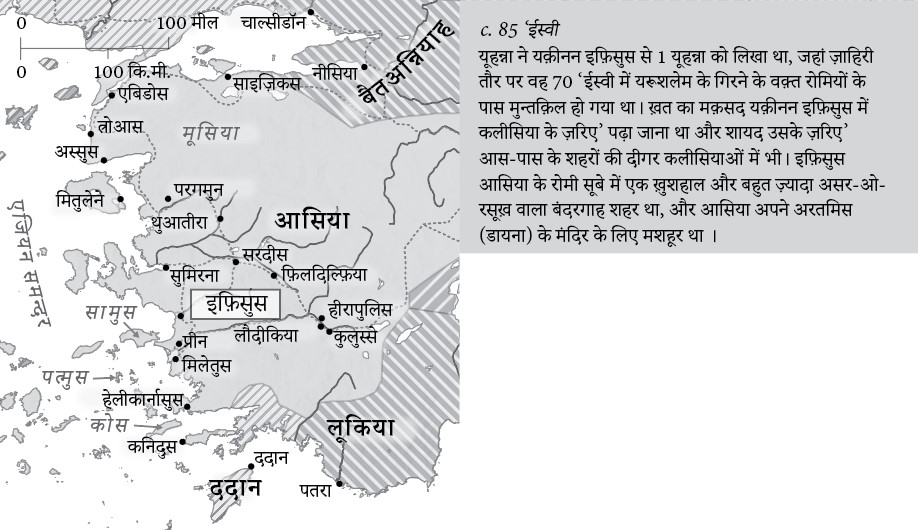 0 100 मील
0 100 कि.मी.
चाल्सीडॉन
नीसिया
बैतअन्नियाह
साइज़िकस
एबिडोस
त्रोआस
मूसिया
अस्सुस
मितुलेने
परगमुन
थुआतीरा
आसिया
एजियन समन्दर
सरदीस
सुमिरना
फ़िलदिल्फ़िया
इफ़िसुस
सामुस
हीरापुलिस
लौदीकिया
कुलुस्से
प्रीन
मिलेतुस
पत्मुस
हेलीकार्नासुस
कोस
लूकिया
कनिदुस
ददान
ददान
पतरा
c. 85 ‘ईस्वी
यूहन्ना ने यक़ीनन इफ़िसुस से 1 यूहन्ना को लिखा था, जहां ज़ाहिरी
तौर पर वह 70 ‘ईस्वी में यरूशलेम के गिरने के वक़्त रोमियों के
पास मुन्तक़िल हो गया था। ख़त का मक़सद यक़ीनन इफ़िसुस में
कलीसिया के ज़रिए’ पढ़ा जाना था और शायद उसके ज़रिए’
आस-पास के शहरों की दीगर कलीसियाओं में भी। इफ़िसुस
आसिया के रोमी सूबे में एक ख़ुशहाल और बहुत ज़्यादा असर-ओ-
रसूख़ वाला बंदरगाह शहर था, और आसिया अपने अरतमिस
(डायना) के मंदिर के लिए मशहूर था ।